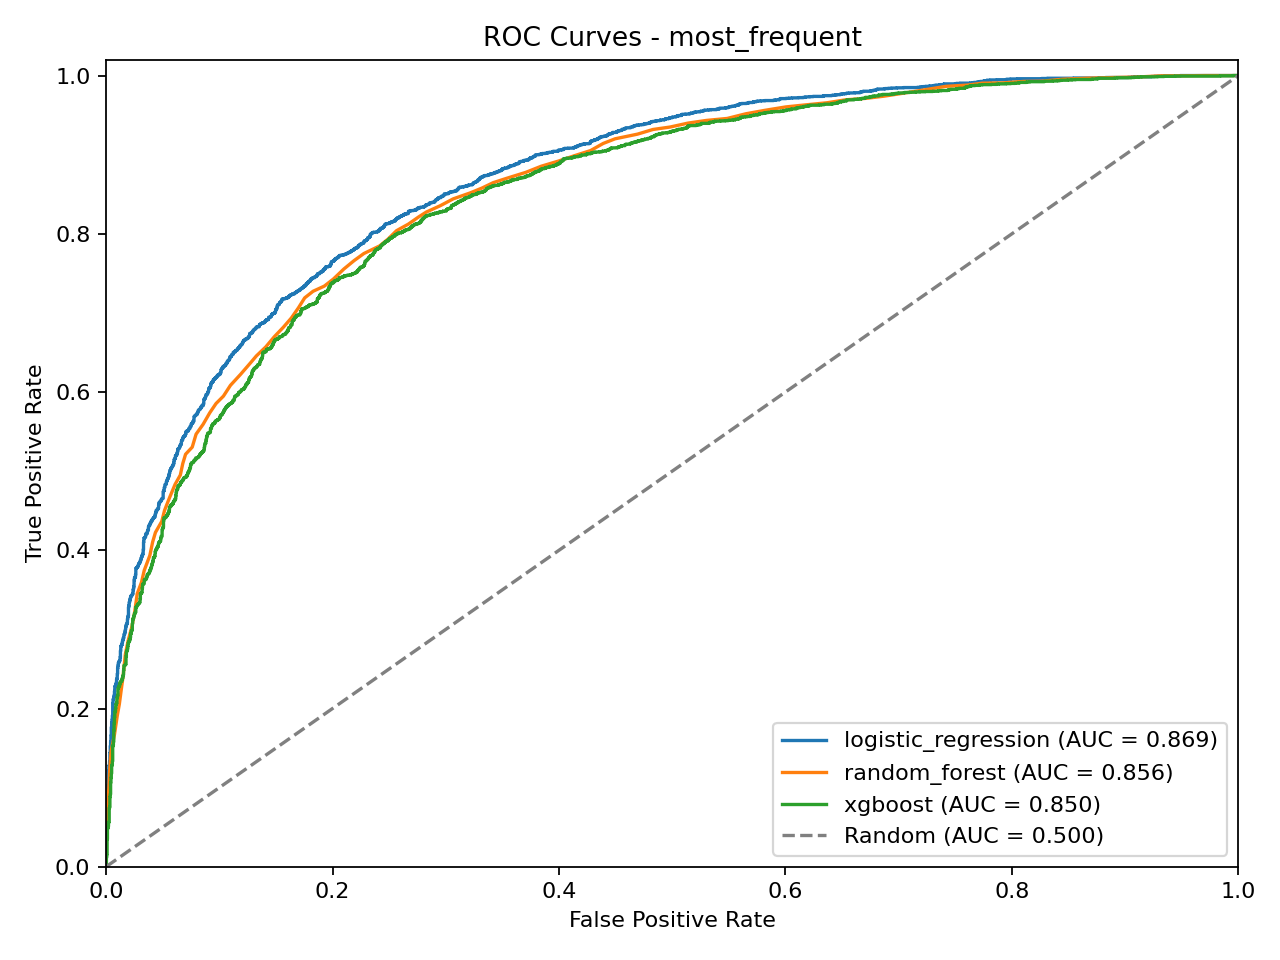 ROC Curves - most_frequent
True Positive Rate
1.0
0.8
0.6
0.4
0.2
0.0
0.0 0.2 0.4 0.6 0.8 1.0
False Positive Rate
logistic_regression (AUC = 0.869)
random_forest (AUC = 0.856)
xgboost (AUC = 0.850)
Random (AUC = 0.500)